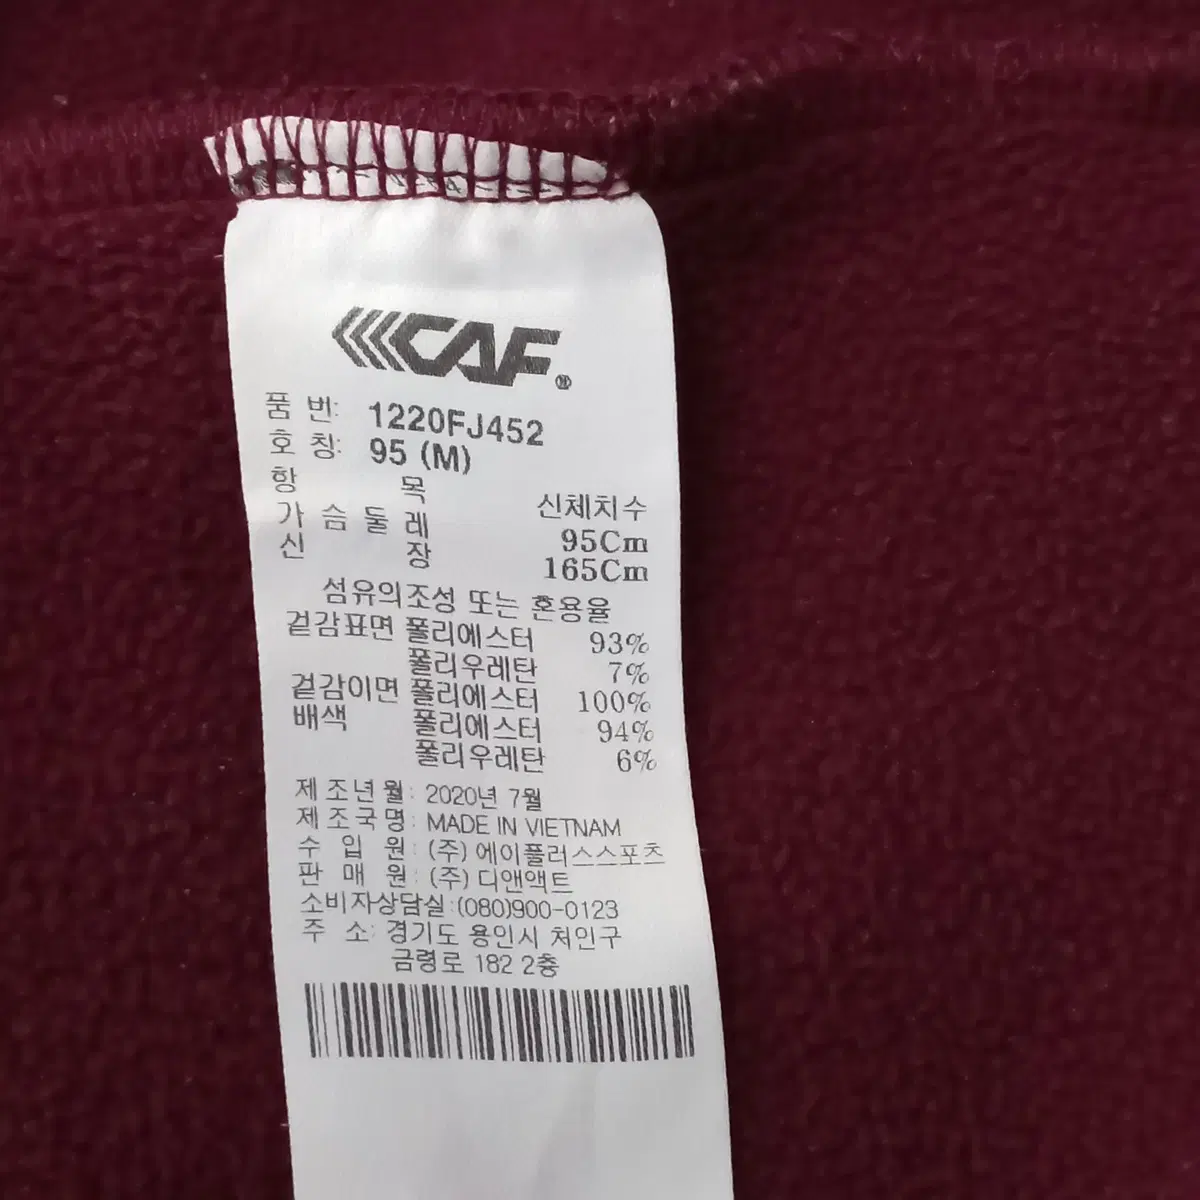 CAF®
품 번: 1220FJ452
호 칭: 95 (M)
항 목 신체치수
가 슴 둘 레 95Cm
신 장 165Cm
섬유의조성 또는 혼용율
겉감표면 폴리에스터 93%
폴리우레탄 7%
겉감이면 폴리에스터 100%
배색 폴리에스터 94%
폴리우레탄 6%
제 조년 월: 2020년 7월
제 조국 명: MADE IN VIETNAM
수 입 원: (주) 에이플러스스포츠
판 매 원: (주) 디앤액트
소비자상담실:(080)900-0123
주 소: 경기도 용인시 처인구
금령로 182 2층